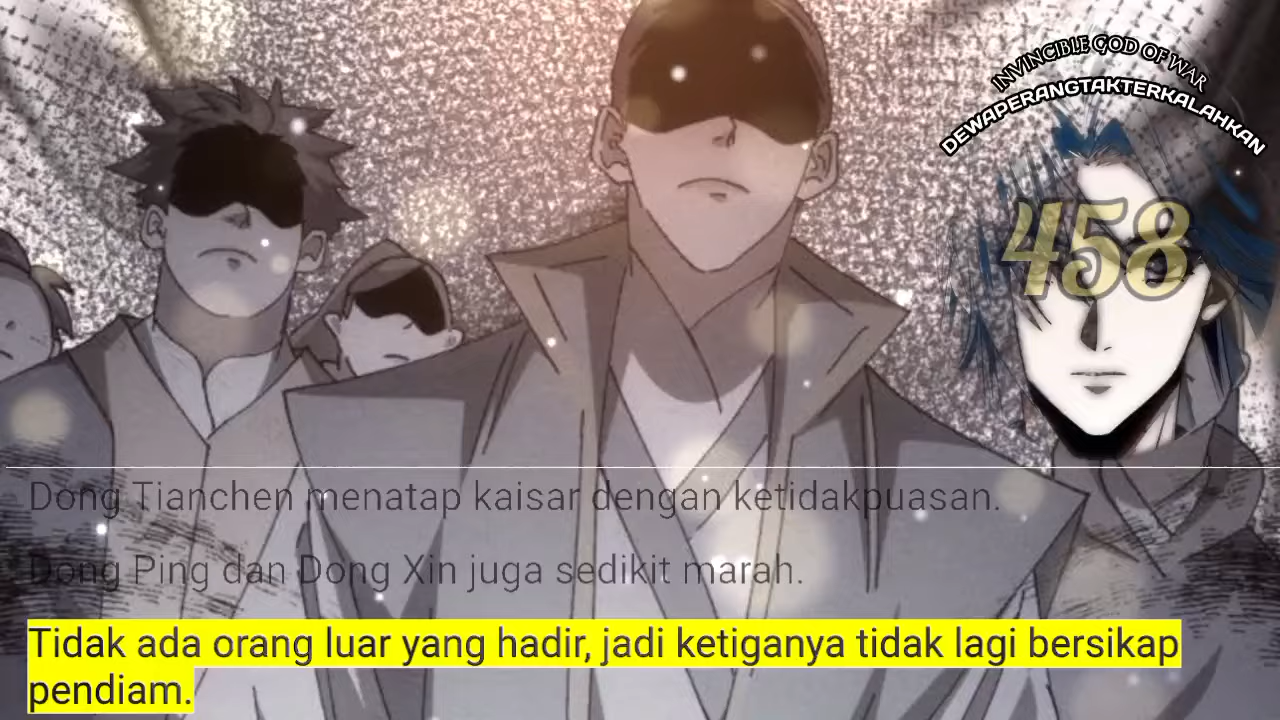 INVINCIBLE GOD OF WAR
DEWAPERANGTAKTERKALAHKAN
458
Dong Tianchen menatap kaisar dengan ketidakpuasan.
Dong Ping dan Dong Xin juga sedikit marah.
Tidak ada orang luar yang hadir, jadi ketiganya tidak lagi bersikap
pendiam.